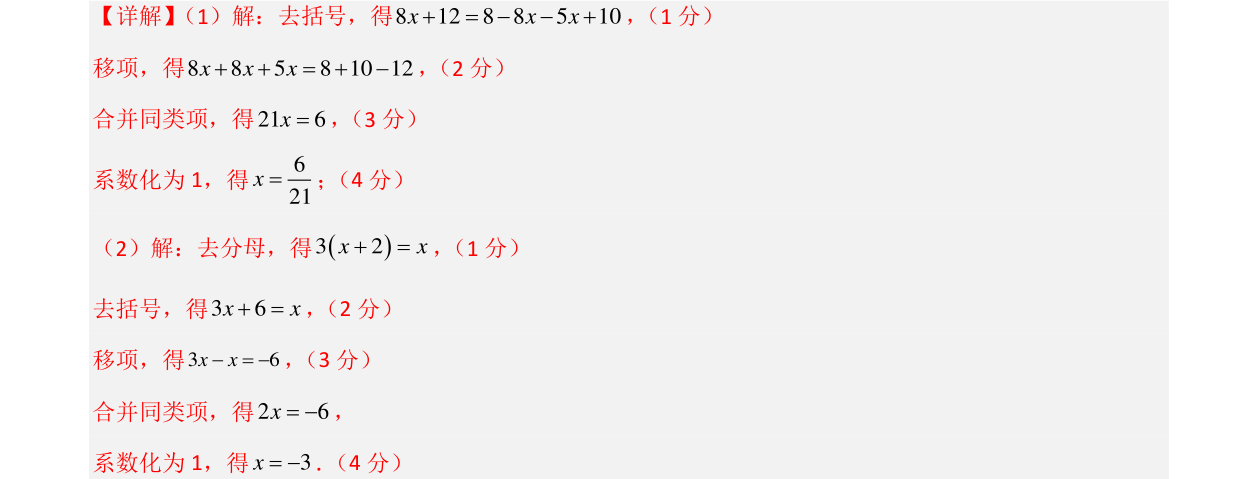 【详解】（1）解：去括号，得8x+12=8−8x−5x+10，（1 分）
移项，得8x+8x+5x=8+10−12，（2 分）
合并同类项，得21x=6，（3 分）
系数化为 1，得x=6/21；（4 分）
（2）解：去分母，得3(x+2)=x，（1 分）
去括号，得3x+6=x，（2 分）
移项，得3x−x=−6，（3 分）
合并同类项，得2x=−6，
系数化为 1，得x=−3．（4 分）